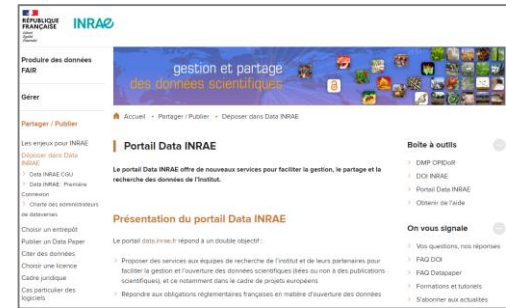 RÉPUBLIQUE
FRANÇAISE
Liberté
Égalité
Fraternité
INRAE
gestion et partage
des données scientifiques
Produire des données
FAIR
Gérer
Partager / Publier
Les enjeux pour INRAE
Déposer dans Data
INRAE
Data INRAE CGU
Data INRAE : Première
Connexion
Charte des administrateurs
de dataverses
Choisir un entrepôt
Publier un Data Paper
Citer des données
Choisir une licence
Cadre juridique
Cas particulier des
logiciels
Accueil • Partager / Publier • Déposer dans Data INRAE
Portail Data INRAE
Le portail Data INRAE offre de nouveaux services pour faciliter la gestion, le partage et la
recherche des données de l'Institut.
Présentation du portail Data INRAE
Le portail data.inrae.fr répond à un double objectif :
Proposer des services aux équipes de recherche de l'institut et de leurs partenaires pour
faciliter la gestion et l'ouverture des données scientifiques (liées ou non à des publications
scientifiques), et ce notamment dans le cadre de projets européens
Répondre aux obligations réglementaires françaises en matière d'ouverture des données
Boite à outils
DMP OPIDoR
DOI INRAE
Portail Data INRAE
Obtenir de l'aide
On vous signale
Vos questions, nos réponses
FAQ DOI
FAQ Datapaper
Formations et tutoriels
S'abonner aux actualités